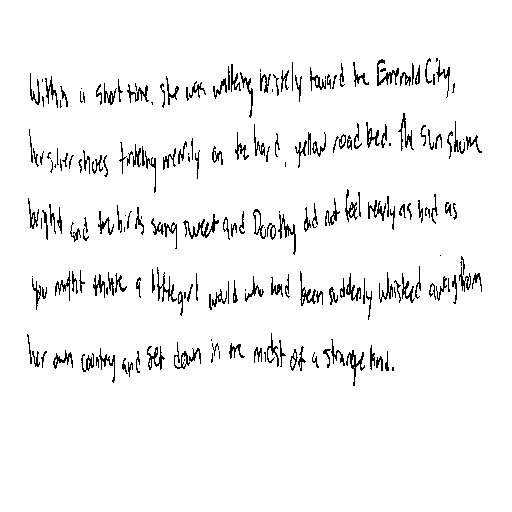 Within a short time, she was walking briskly toward the Emerald City,
her silver shoes tinkling merrily on the hard, yellow road bed. The sun shone
bright and the birds sang sweet and Dorothy did not feel nearly as bad as
you might think a little girl would who had been suddenly whisked away from
her own country and set down in the midst of a strange land.